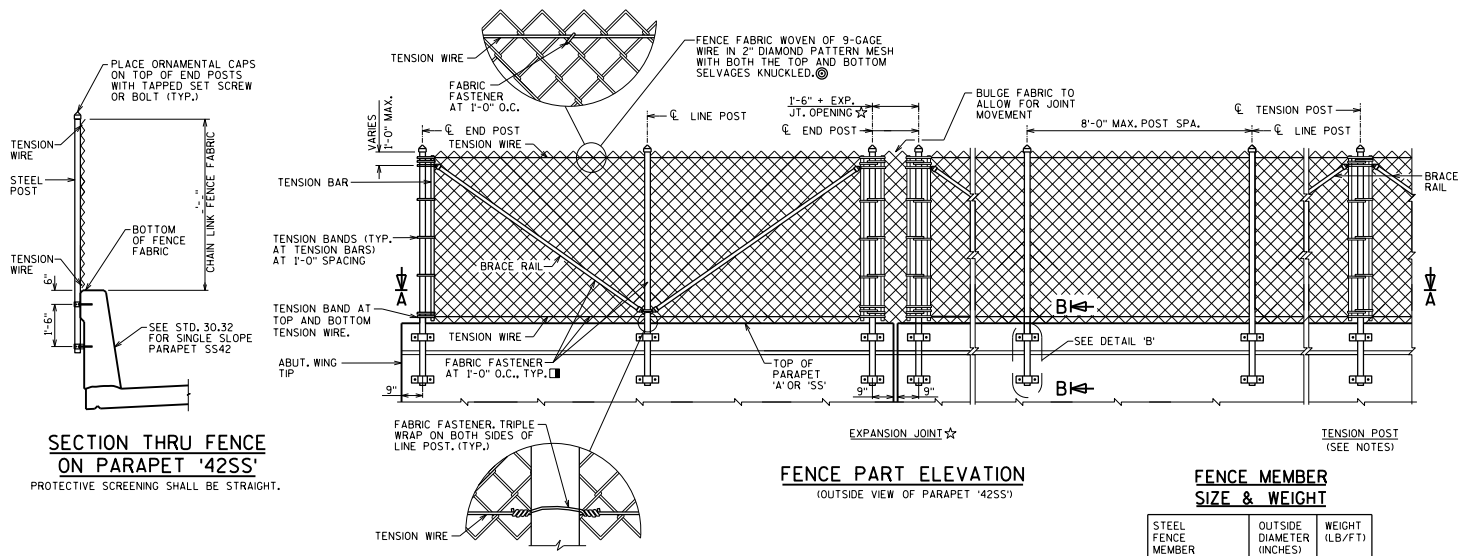 PLACE ORNAMENTAL CAPS
ON TOP OF END POSTS
WITH TAPPED SET SCREW
OR BOLT (TYP.)
TENSION
WIRE
STEEL
POST
CHAIN LINK FENCE FABRIC
'-  "
BOTTOM
OF FENCE
FABRIC
TENSION
WIRE
6"
1'-6"
SEE STD. 30.32
FOR SINGLE SLOPE
PARAPET SS42
SECTION THRU FENCE
ON PARAPET '42SS'
PROTECTIVE SCREENING SHALL BE STRAIGHT.
TENSION WIRE
FABRIC
FASTENER
AT 1'-0" O.C.
FENCE FABRIC WOVEN OF 9-GAGE
WIRE IN 2" DIAMOND PATTERN MESH
WITH BOTH THE TOP AND BOTTOM
SELVAGES KNUCKLED.◎
VARIES
1'-0" MAX.
℄ END POST
TENSION WIRE
℄ LINE POST
1'-6" + EXP.
JT. OPENING ☆
℄ END POST
BULGE FABRIC TO
ALLOW FOR JOINT
MOVEMENT
8'-0" MAX. POST SPA.
℄ TENSION POST
℄ LINE POST
TENSION BAR
BRACE
RAIL
TENSION BANDS (TYP.
AT TENSION BARS)
AT 1'-0" SPACING
BRACE RAIL
A
A
TENSION BAND AT
TOP AND BOTTOM
TENSION WIRE.
TENSION WIRE
B
SEE DETAIL 'B'
ABUT. WING
TIP
FABRIC FASTENER
AT 1'-0" O.C., TYP.
TOP OF
PARAPET
'A' OR 'SS'
B
9"
9"
9"
FABRIC FASTENER, TRIPLE
WRAP ON BOTH SIDES OF
LINE POST. (TYP.)
TENSION WIRE
EXPANSION JOINT ☆
TENSION POST
(SEE NOTES)
FENCE PART ELEVATION
(OUTSIDE VIEW OF PARAPET '42SS')
FENCE MEMBER
SIZE & WEIGHT
STEEL
FENCE
MEMBER
OUTSIDE
DIAMETER
(INCHES)
WEIGHT
(LB/FT)